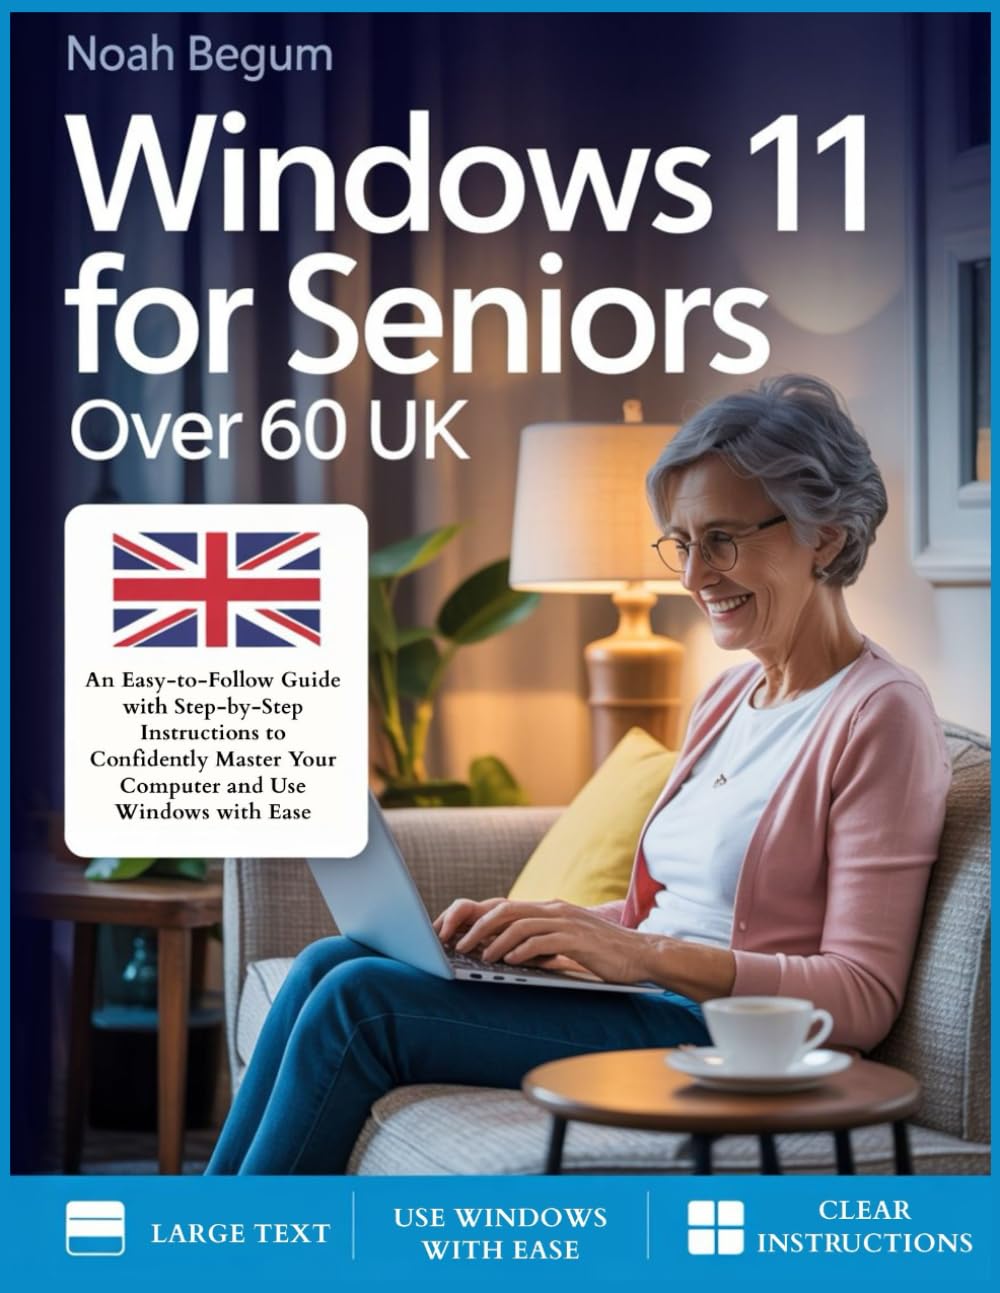 Noah Begum
Windows 11
for Seniors
Over 60 UK
An Easy-to-Follow Guide
with Step-by-Step
Instructions to
Confidently Master Your
Computer and Use
Windows with Ease
LARGE TEXT
USE WINDOWS
WITH EASE
CLEAR
INSTRUCTIONS